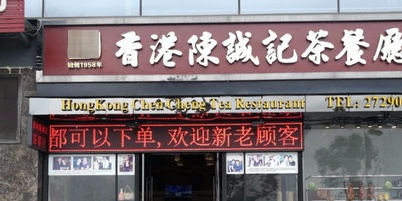 香港陳誠記茶餐廳
始創1958年
HongKong Chen Cheng Tea Restaurant TEL: 27290
都可以下单,欢迎新老顾客